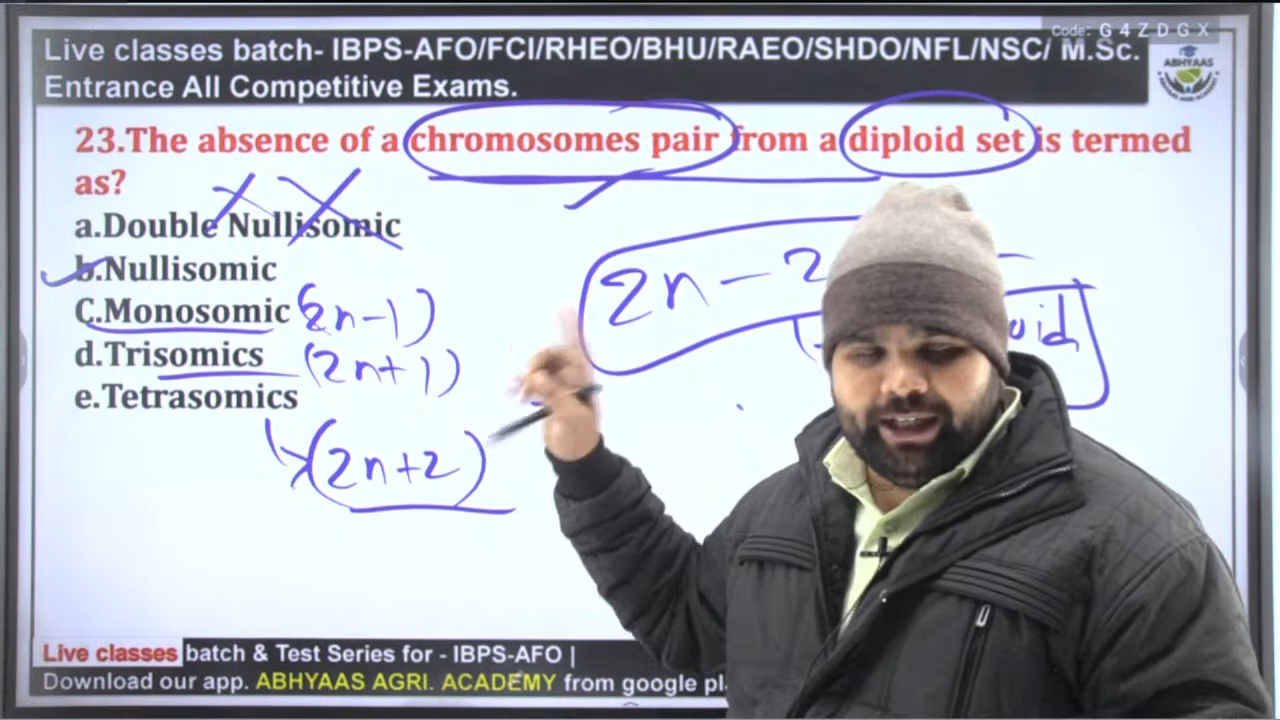 Code: G 4 Z D G X
Live classes batch- IBPS-AFO/FCI/RHEO/BHU/RAEO/SHDO/NFL/NSC/ M.Sc.
Entrance All Competitive Exams.
ABHYAAS
23.The absence of a chromosomes pair from a diploid set is termed
as?
a.Double Nullisomic
b.Nullisomic
C.Monosomic (2n-1)
d.Trisomics (2n+1)
e.Tetrasomics
(2n+2)
2n-2
Live classes batch & Test Series for - IBPS-AFO |
Download our app. ABHYAAS AGRI. ACADEMY from google